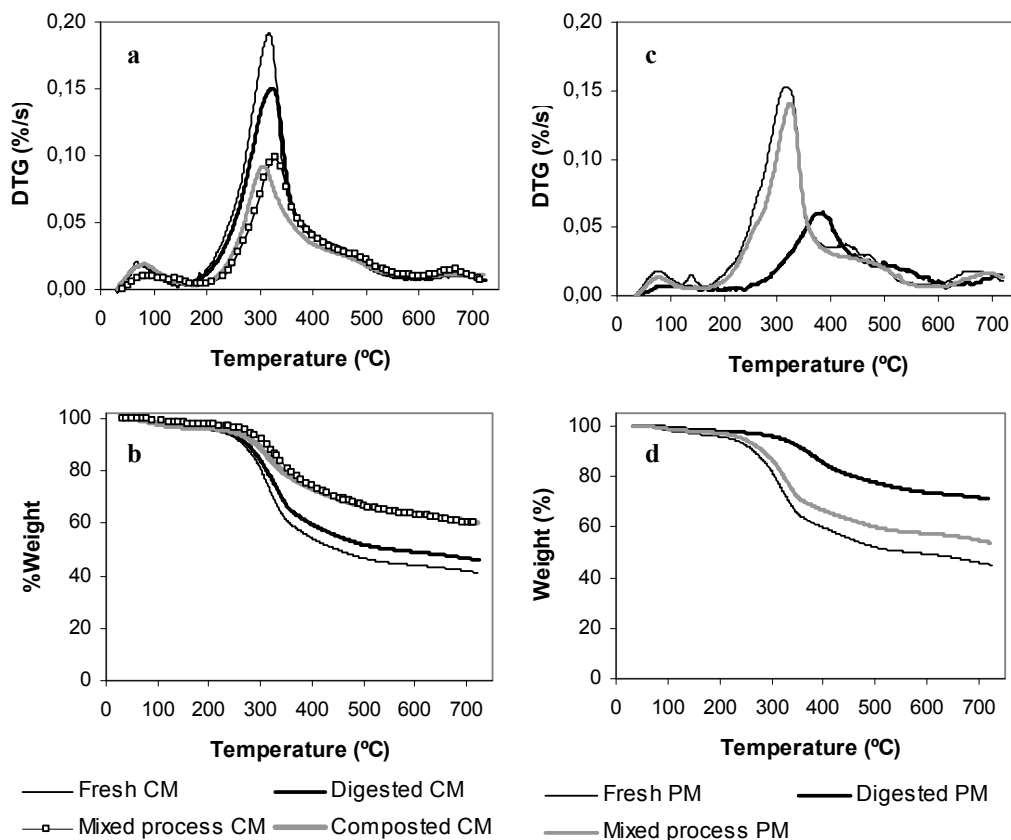 a
0,20
0,15
0,10
0,05
0,00
DTG (%/s)
0 100 200 300 400 500 600 700
Temperature (ºC)
c
0,20
0,15
0,10
0,05
0,00
DTG (%/s)
0 100 200 300 400 500 600 700
Temperature (ºC)
b
100
80
60
40
20
0
%Weight
0 100 200 300 400 500 600 700
Temperature (ºC)
d
100
80
60
40
20
0
Weight (%)
0 100 200 300 400 500 600 700
Temperature (ºC)
Fresh CM Digested CM
Mixed process CM Composted CM
Fresh PM Digested PM
Mixed process PM